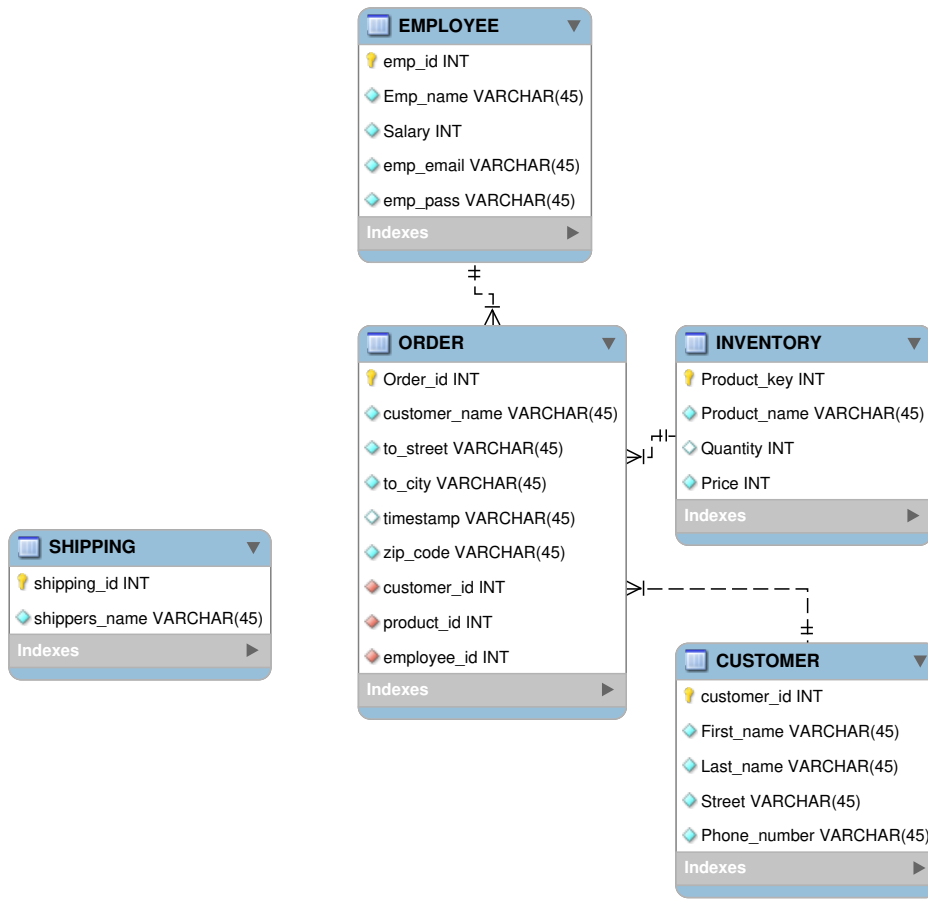 EMPLOYEE
emp_id INT
Emp_name VARCHAR(45)
Salary INT
emp_email VARCHAR(45)
emp_pass VARCHAR(45)
Indexes
ORDER
Order_id INT
customer_name VARCHAR(45)
to_street VARCHAR(45)
to_city VARCHAR(45)
timestamp VARCHAR(45)
zip_code VARCHAR(45)
customer_id INT
product_id INT
employee_id INT
Indexes
INVENTORY
Product_key INT
Product_name VARCHAR(45)
Quantity INT
Price INT
Indexes
SHIPPING
shipping_id INT
shippers_name VARCHAR(45)
Indexes
CUSTOMER
customer_id INT
First_name VARCHAR(45)
Last_name VARCHAR(45)
Street VARCHAR(45)
Phone_number VARCHAR(45)
Indexes